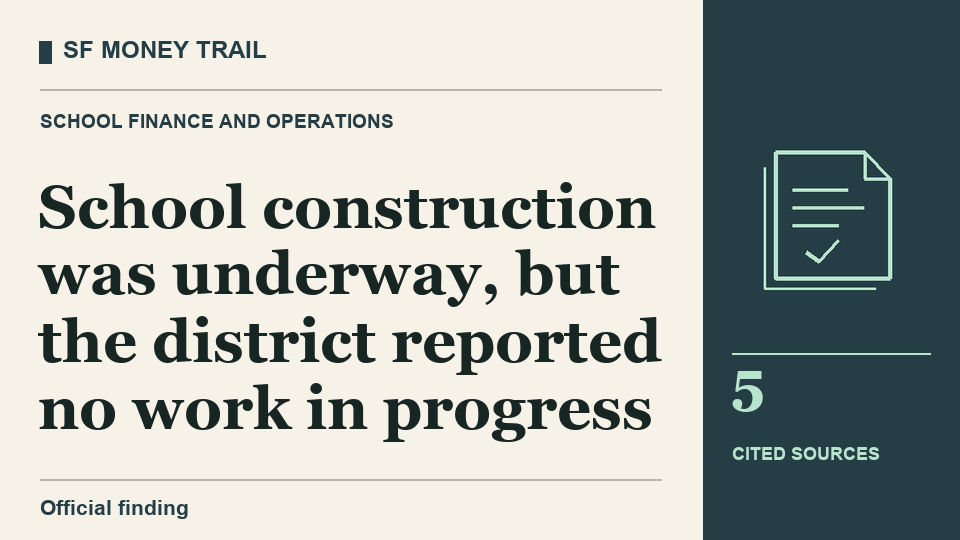 SF MONEY TRAIL
SCHOOL FINANCE AND OPERATIONS
School construction
was underway, but
the district reported
no work in progress
Official finding
5
CITED SOURCES